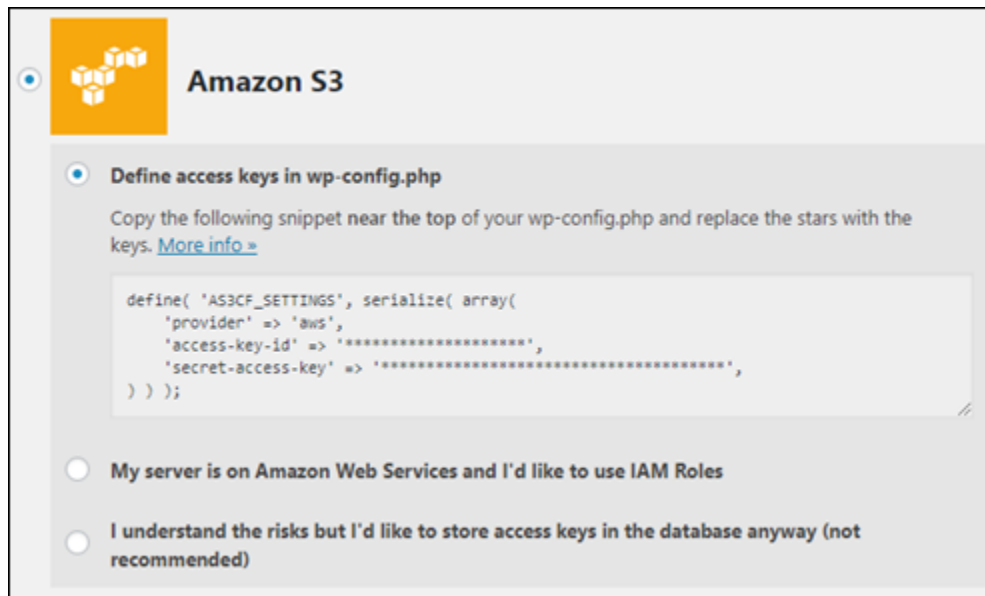 Amazon S3
Define access keys in wp-config.php
Copy the following snippet near the top of your wp-config.php and replace the stars with the
keys. More info »
define( 'AS3CF_SETTINGS', serialize( array(
    'provider' => 'aws',
    'access-key-id' => '********************',
    'secret-access-key' => '**************************************',
) ) );
My server is on Amazon Web Services and I'd like to use IAM Roles
I understand the risks but I'd like to store access keys in the database anyway (not
recommended)